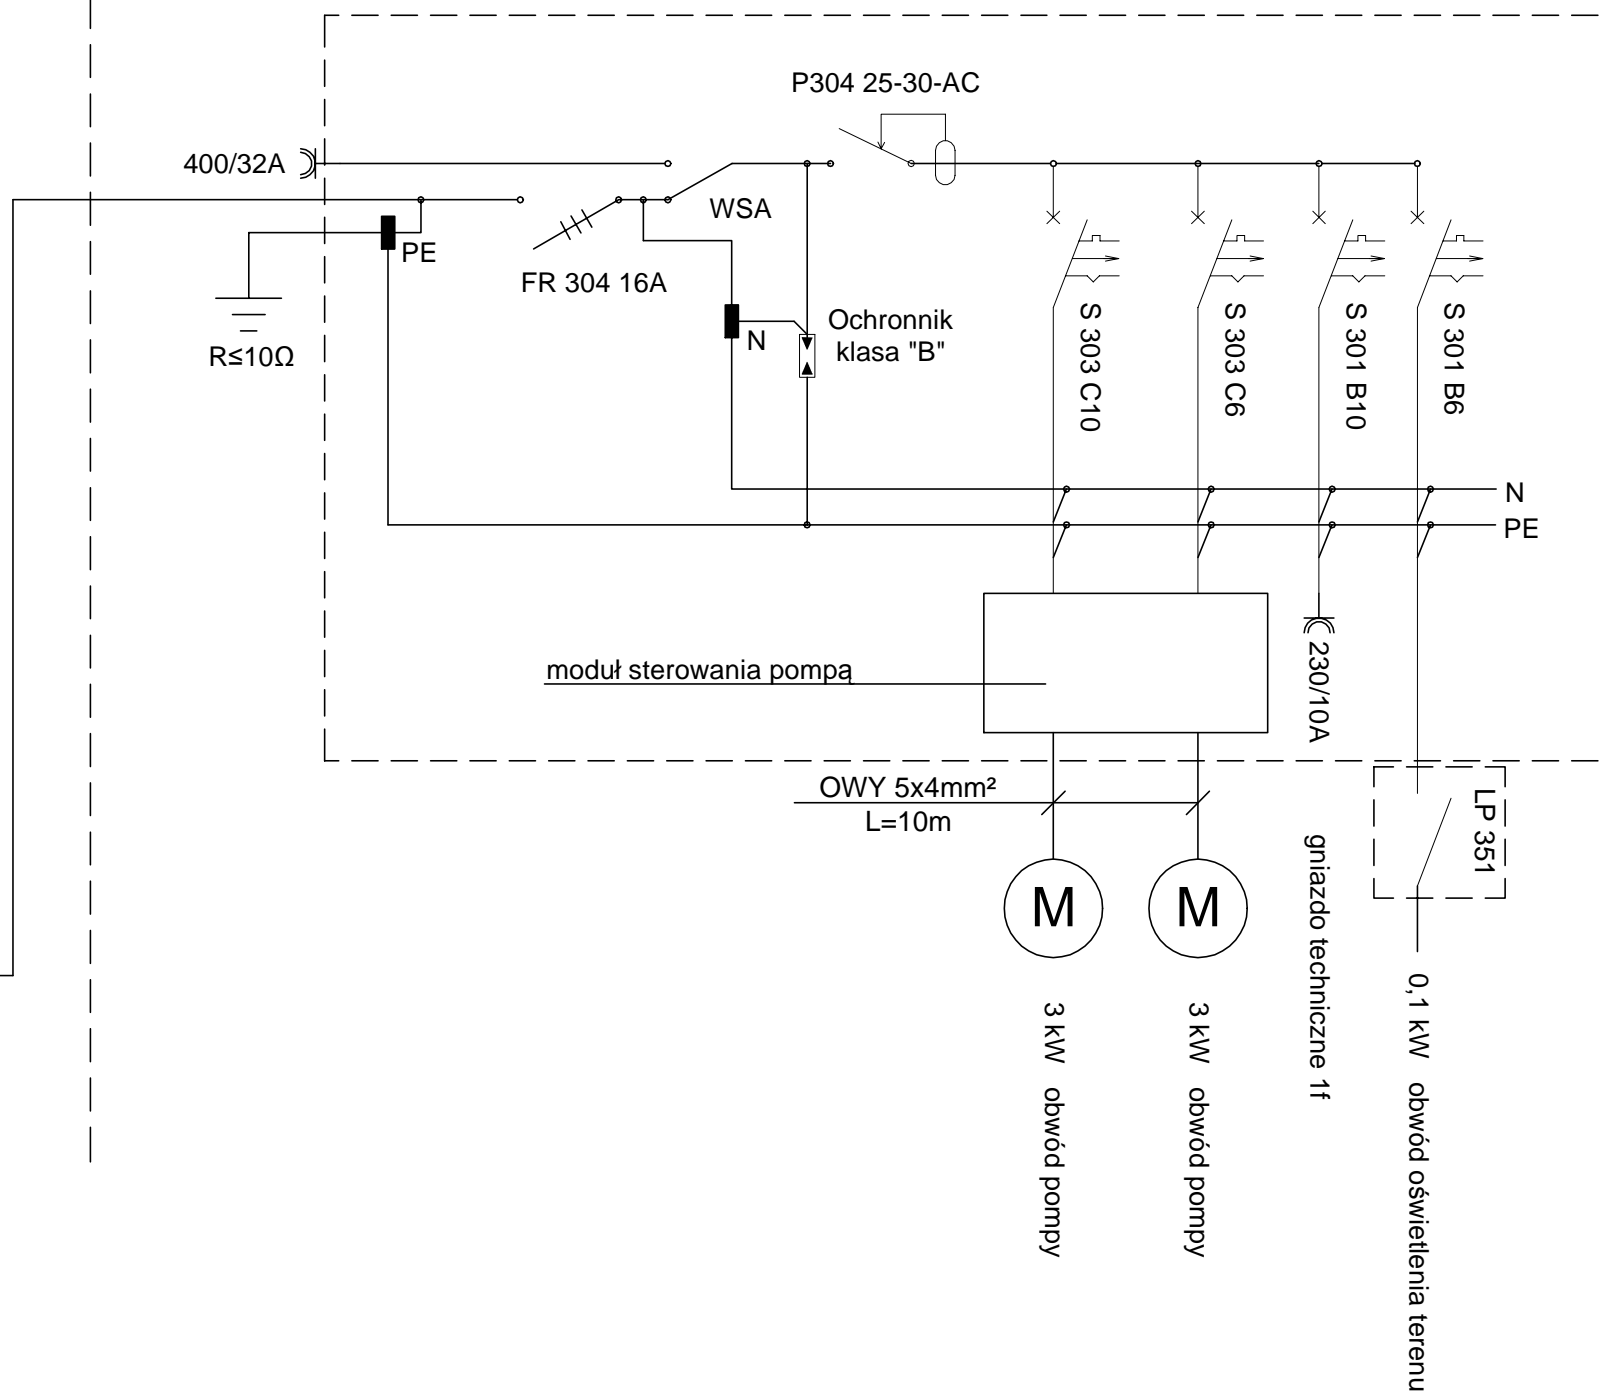 P304 25-30-AC
400/32A
WSA
PE
FR 304 16A
R≤10Ω
N
Ochronnik
klasa "B"
S 303 C10
S 303 C6
S 301 B10
S 301 B6
N
PE
moduł sterowania pompą
230/10A
OWY 5x4mm²
L=10m
LP 351
M
M
gniazdo techniczne 1f
3 kW obwód pompy
3 kW obwód pompy
0,1 kW obwód oświetlenia terenu